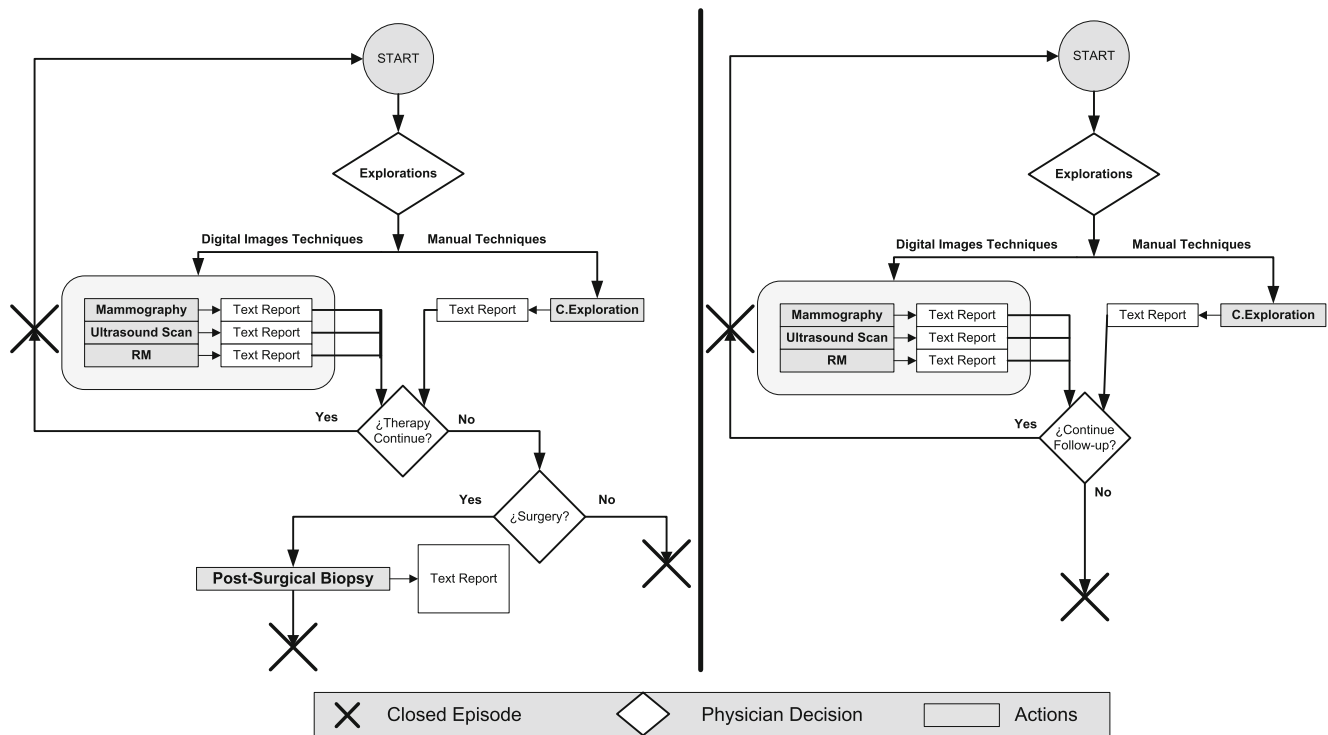 START
Explorations
Digital Images Techniques
Manual Techniques
Mammography
Text Report
Text Report
C.Exploration
Ultrasound Scan
Text Report
RM
Text Report
Yes
¿Therapy
Continue?
No
Yes
¿Surgery?
No
Post-Surgical Biopsy
Text Report
START
Explorations
Digital Images Techniques
Manual Techniques
Mammography
Text Report
Text Report
C.Exploration
Ultrasound Scan
Text Report
RM
Text Report
Yes
¿Continue
Follow-up?
No
Closed Episode
Physician Decision
Actions